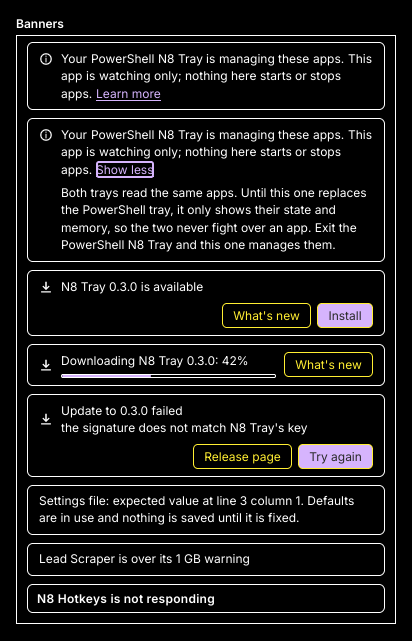 Banners
Your PowerShell N8 Tray is managing these apps. This
app is watching only; nothing here starts or stops
apps. Learn more
Your PowerShell N8 Tray is managing these apps. This
app is watching only; nothing here starts or stops
apps. Show less
Both trays read the same apps. Until this one replaces
the PowerShell tray, it only shows their state and
memory, so the two never fight over an app. Exit the
PowerShell N8 Tray and this one manages them.
N8 Tray 0.3.0 is available
What's new
Install
Downloading N8 Tray 0.3.0: 42%
What's new
Update to 0.3.0 failed
the signature does not match N8 Tray's key
Release page
Try again
Settings file: expected value at line 3 column 1. Defaults
are in use and nothing is saved until it is fixed.
Lead Scraper is over its 1 GB warning
N8 Hotkeys is not responding